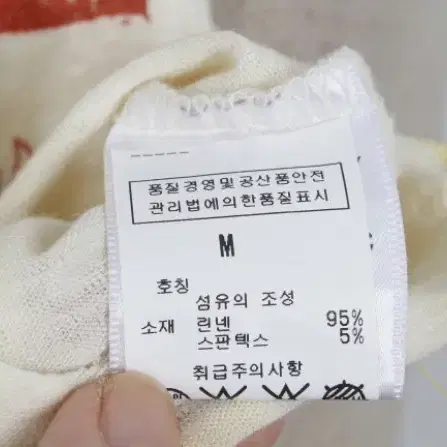 -----
품질경영및공산품안전
관리법에의한품질표시
M
호칭
섬유의 조성
소재 린넨 95%
스판텍스 5%
취급주의사항